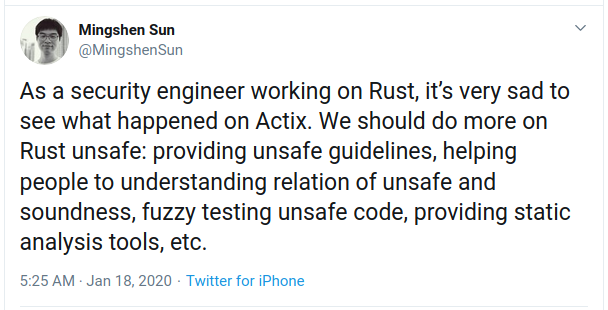 Mingshen Sun
@MingshenSun
As a security engineer working on Rust, it’s very sad to
see what happened on Actix. We should do more on
Rust unsafe: providing unsafe guidelines, helping
people to understanding relation of unsafe and
soundness, fuzzy testing unsafe code, providing static
analysis tools, etc.
5:25 AM · Jan 18, 2020 · Twitter for iPhone